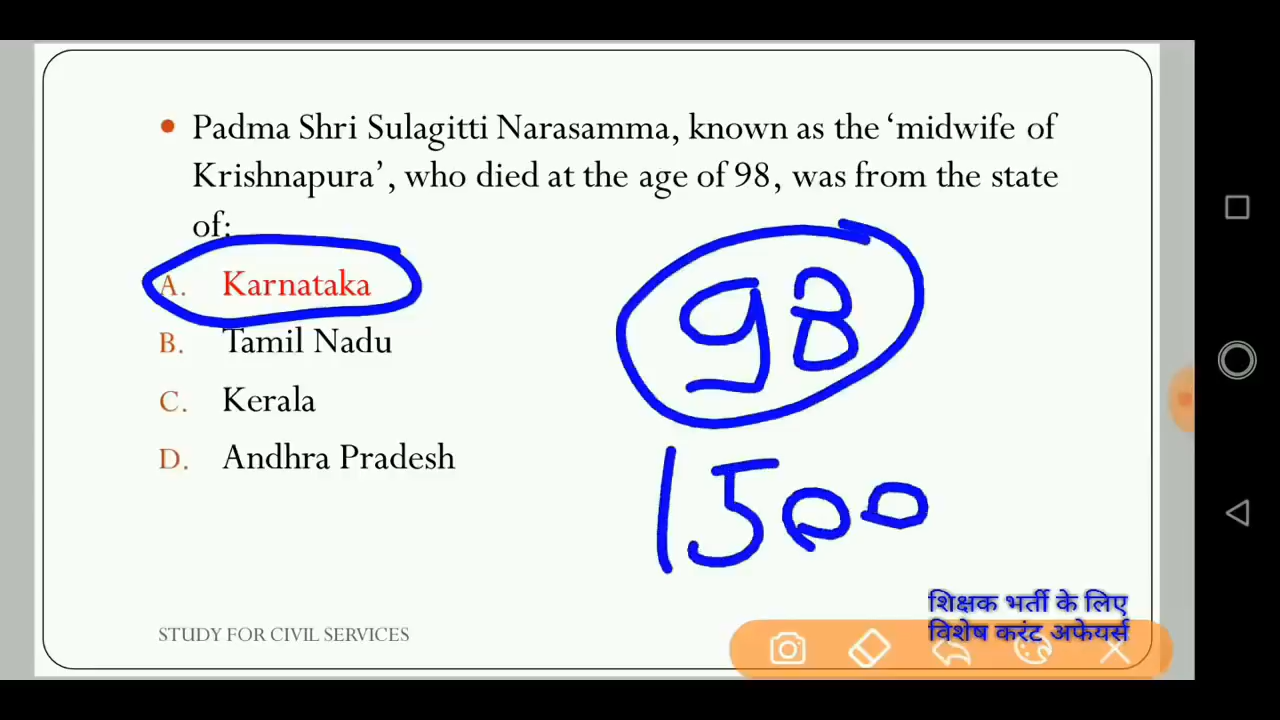 Padma Shri Sulagitti Narasamma, known as the ‘midwife of
Krishnapura’, who died at the age of 98, was from the state
of:
A. Karnataka
B. Tamil Nadu
C. Kerala
D. Andhra Pradesh
98
1500
शिक्षक भर्ती के लिए
विशेष करंट अफेयर्स
STUDY FOR CIVIL SERVICES